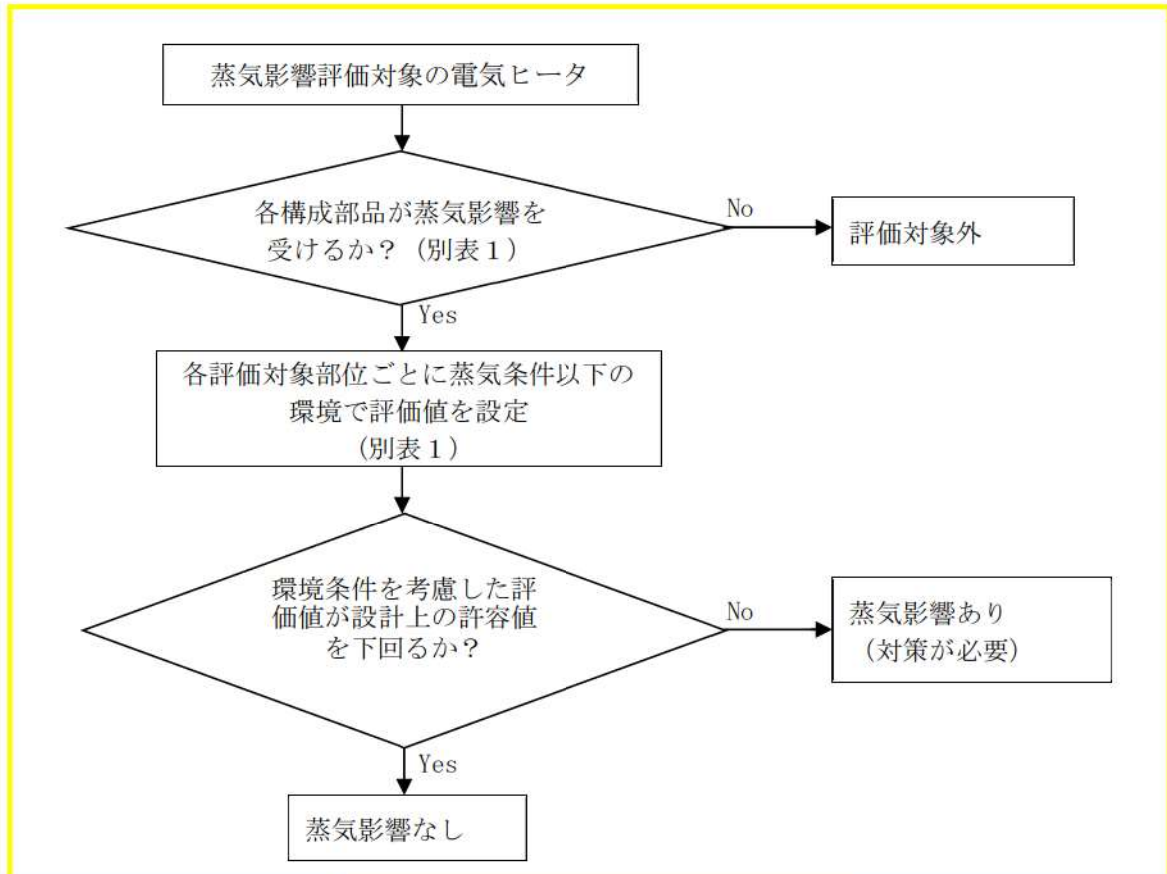 蒸気影響評価対象の電気ヒータ
各構成部品が蒸気影響を
受けるか？（別表１）
No
評価対象外
Yes
各評価対象部位ごとに蒸気条件以下の
環境で評価値を設定
（別表１）
環境条件を考慮した評
価値が設計上の許容値
を下回るか？
No
蒸気影響あり
（対策が必要）
Yes
蒸気影響なし